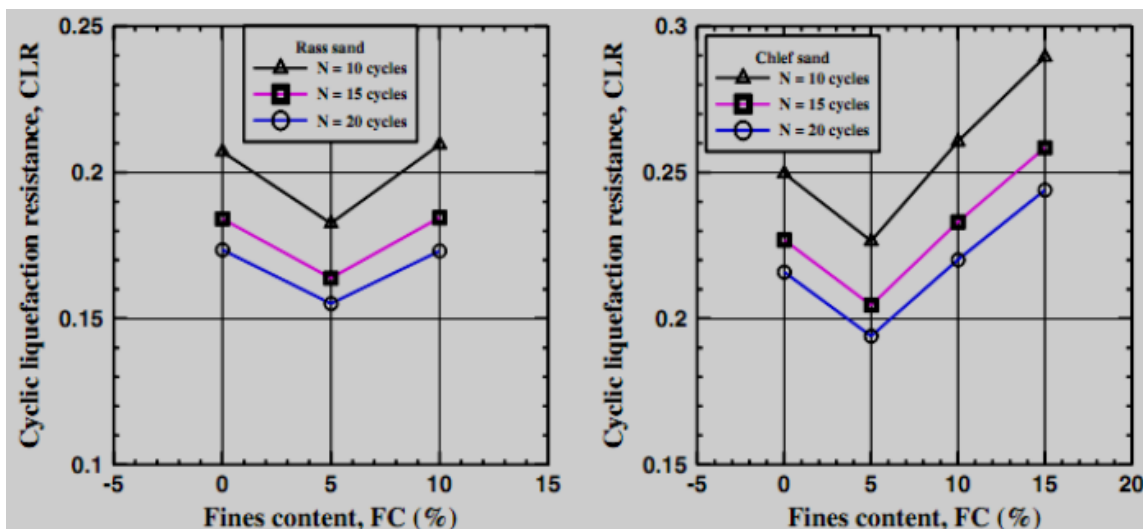 Cyclic liquefaction resistance, CLR
0.25
0.2
0.15
0.1
Rass sand
N = 10 cycles
N = 15 cycles
N = 20 cycles
-5
0
5
10
15
Fines content, FC (%)
Cyclic liquefaction resistance, CLR
0.3
0.25
0.2
0.15
Chlef sand
N = 10 cycles
N = 15 cycles
N = 20 cycles
-5
0
5
10
15
20
Fines content, FC (%)